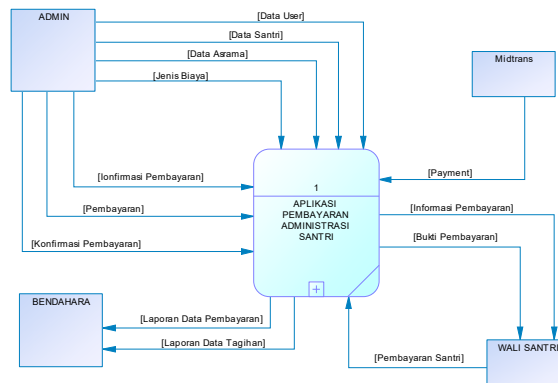 ADMIN
[Data User]
[Data Santri]
[Data Asrama]
[Jenis Biaya]
Midtrans
[Ionfirmasi Pembayaran]
[Pembayaran]
[Konfirmasi Pembayaran]
1
APLIKASI
PEMBAYARAN
ADMINISTRASI
SANTRI
[Payment]
[Informasi Pembayaran]
[Bukti Pembayaran]
BENDAHARA
[Laporan Data Pembayaran]
[Laporan Data Tagihan]
[Pembayaran Santri]
WALI SANTRI